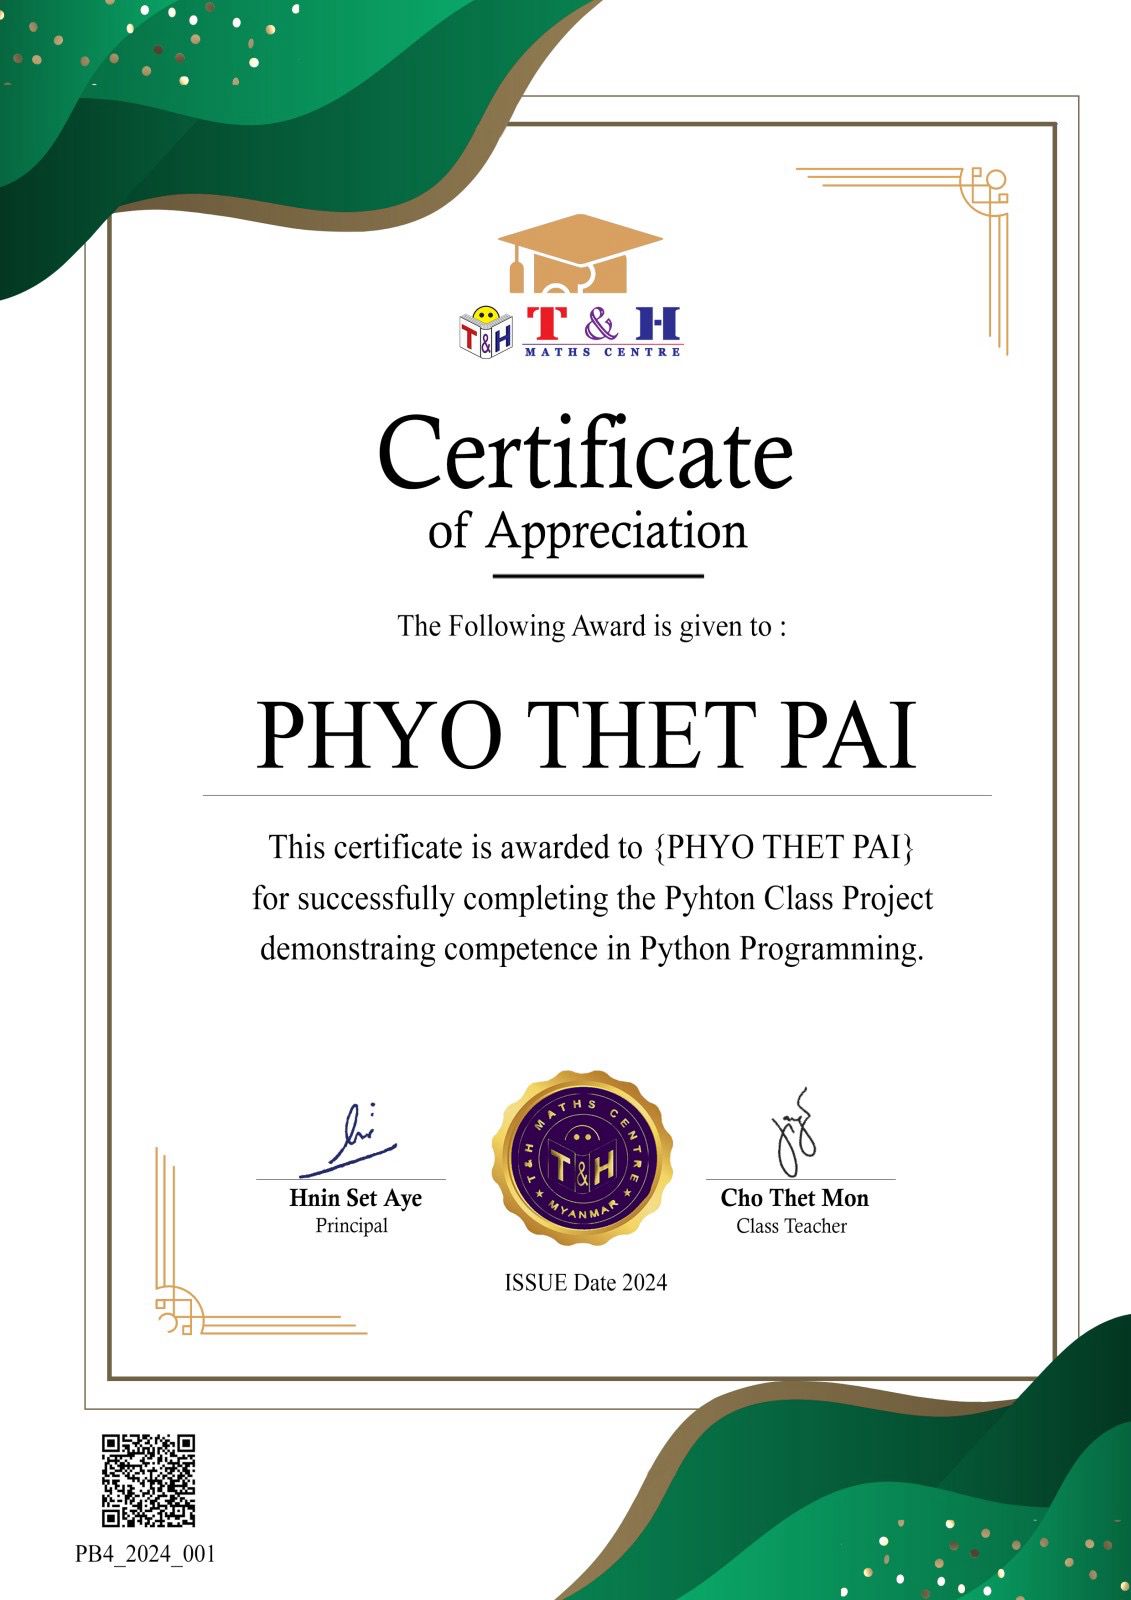 T & H
T&H
MATHS CENTRE
Certificate
of Appreciation
The Following Award is given to :
PHYO THET PAI
This certificate is awarded to {PHYO THET PAI}
for successfully completing the Pyhton Class Project
demonstraing competence in Python Programming.
T&H MATHS CENTRE
T&H
★ MYANMAR ★
Hnin Set Aye
Principal
Cho Thet Mon
Class Teacher
ISSUE Date 2024
PB4_2024_001